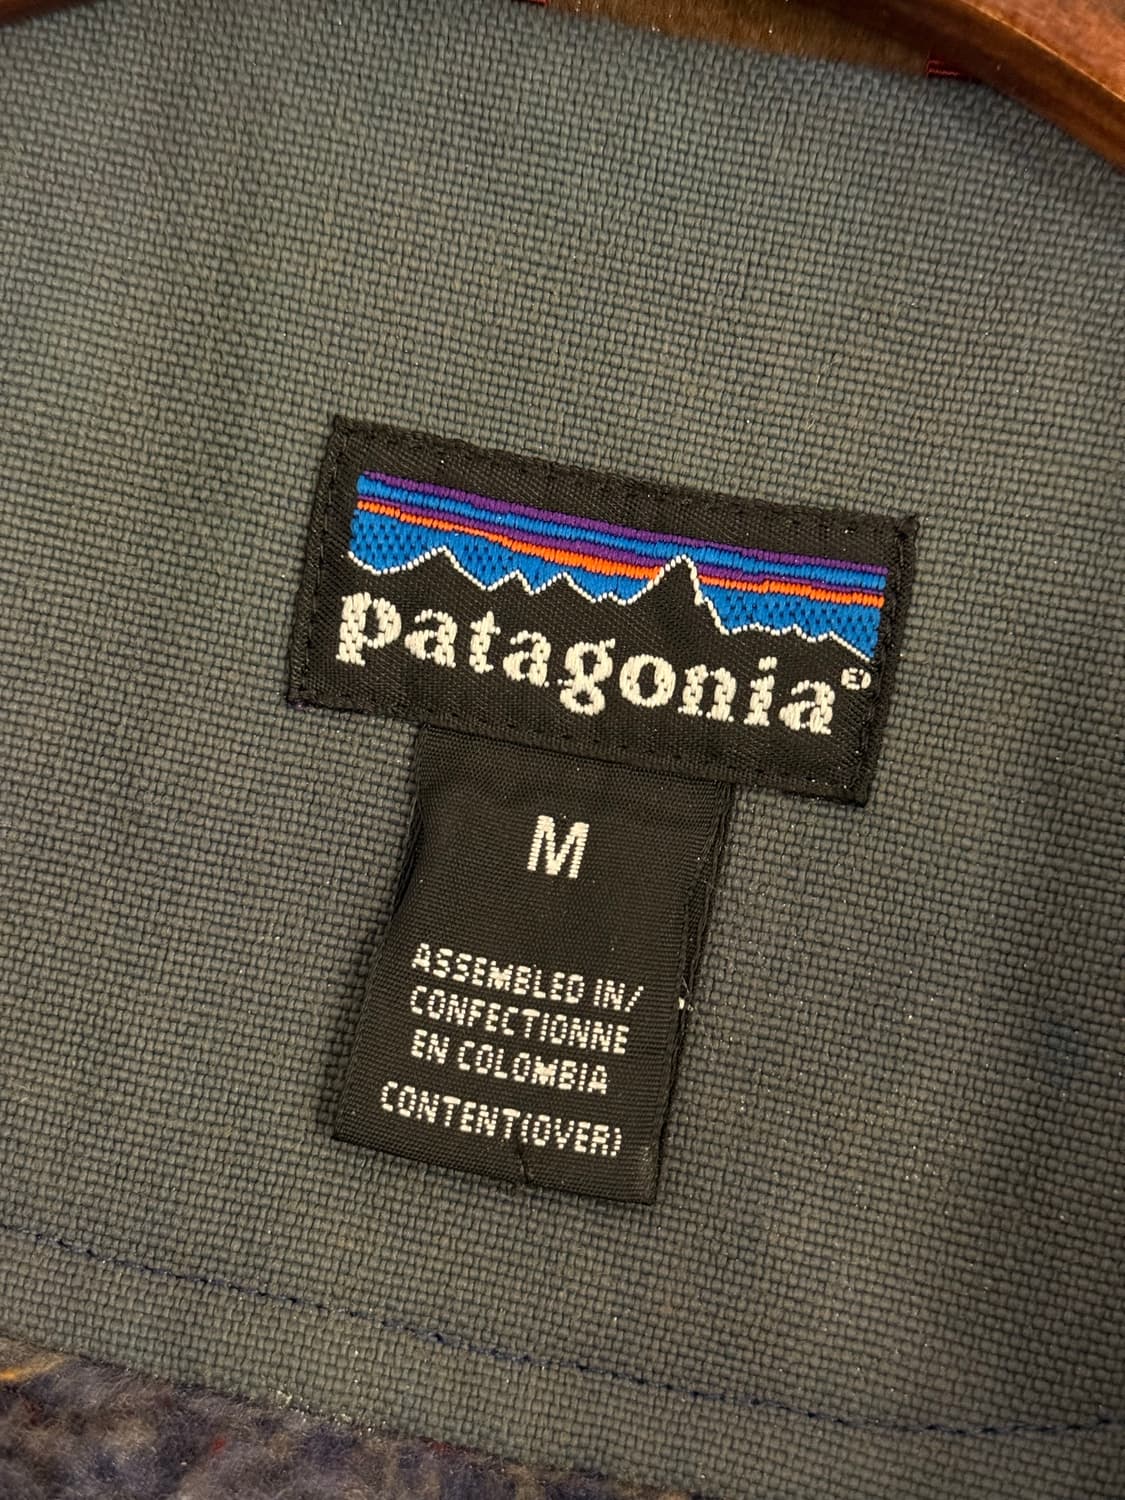 patagonia®
M
ASSEMBLED IN/
CONFECTIONNE
EN COLOMBIA
CONTENT(OVER)